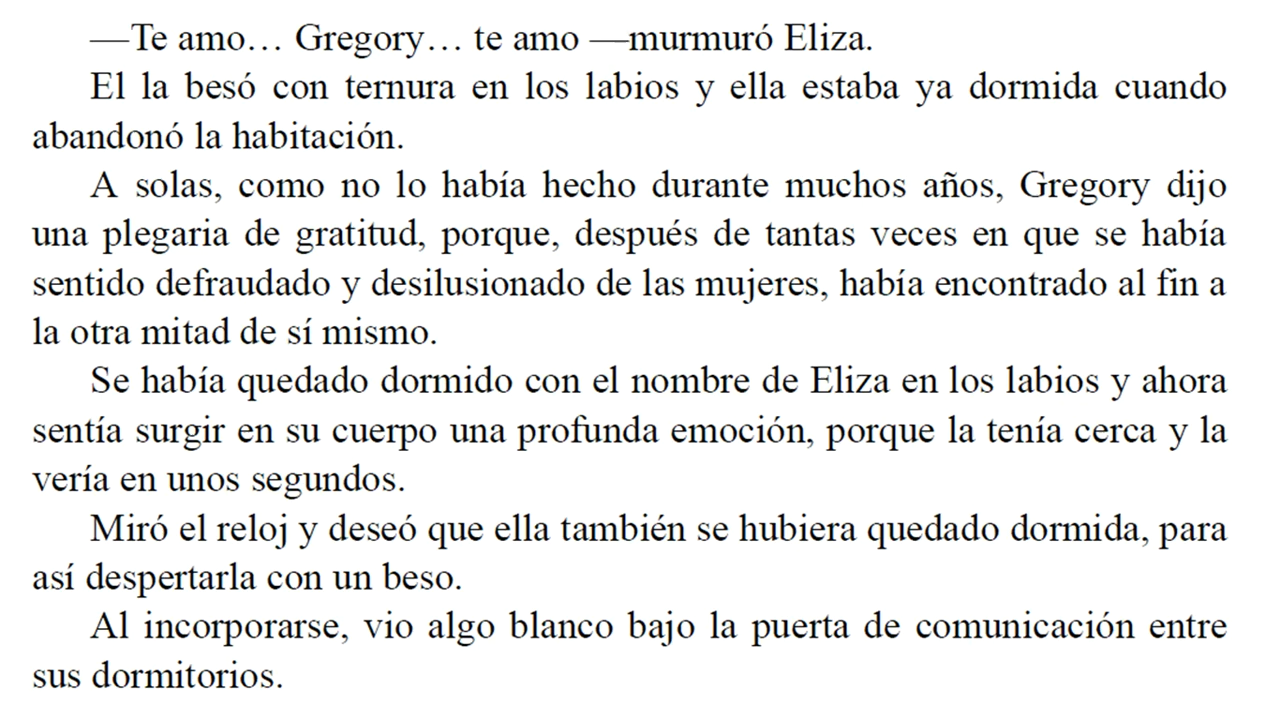 —Te amo… Gregory… te amo —murmuró Eliza.
El la besó con ternura en los labios y ella estaba ya dormida cuando
abandonó la habitación.
A solas, como no lo había hecho durante muchos años, Gregory dijo
una plegaria de gratitud, porque, después de tantas veces en que se había
sentido defraudado y desilusionado de las mujeres, había encontrado al fin a
la otra mitad de sí mismo.
Se había quedado dormido con el nombre de Eliza en los labios y ahora
sentía surgir en su cuerpo una profunda emoción, porque la tenía cerca y la
vería en unos segundos.
Miró el reloj y deseó que ella también se hubiera quedado dormida, para
así despertarla con un beso.
Al incorporarse, vio algo blanco bajo la puerta de comunicación entre
sus dormitorios.